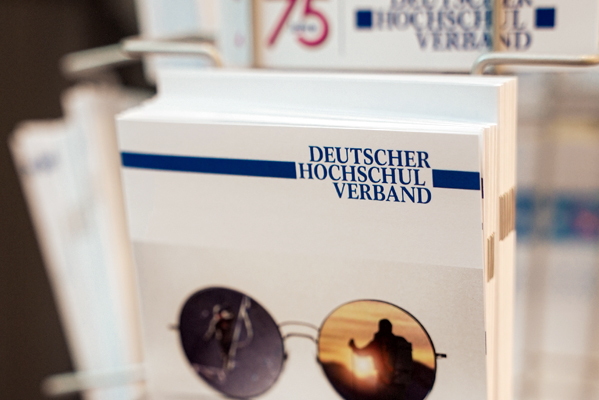 75
DEUTSCHER
HOCHSCHUL
VERBAND
DEUTSCHER
HOCHSCHUL
VERBAND